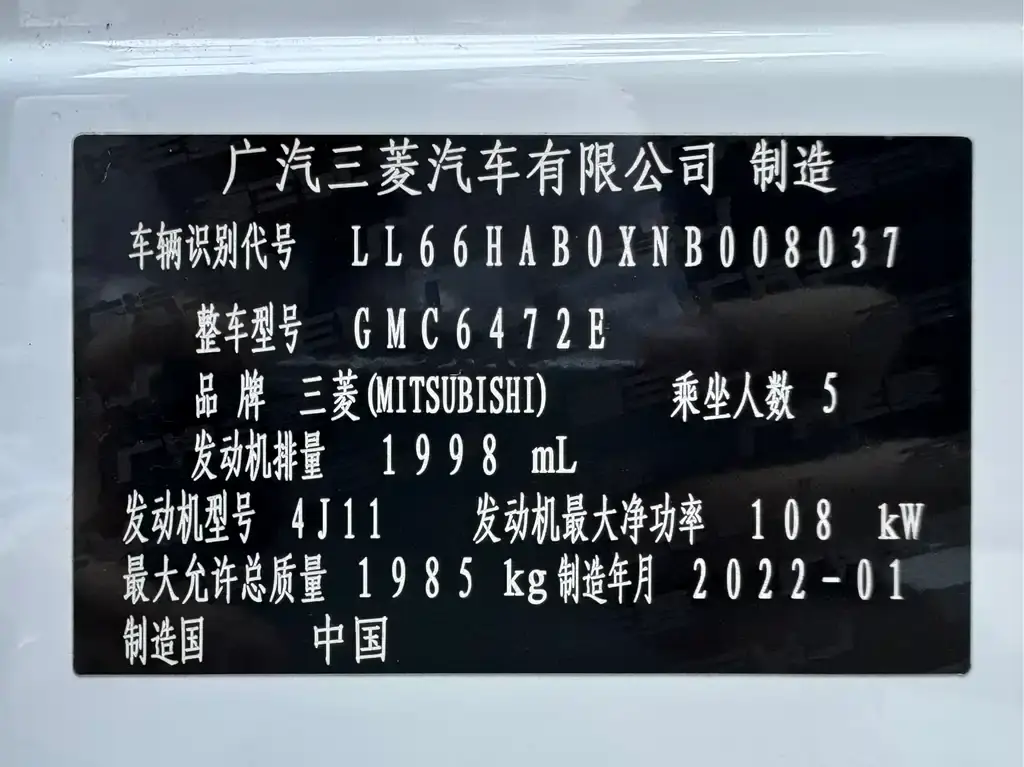 广汽三菱汽车有限公司 制造
车辆识别代号 LL66HAB0XNB008037
整车型号 GMC6472E
品牌 三菱(MITSUBISHI) 乘坐人数 5
发动机排量 1998 mL
发动机型号 4J11 发动机最大净功率 108 kW
最大允许总质量 1985 kg 制造年月 2022-01
制造国 中国